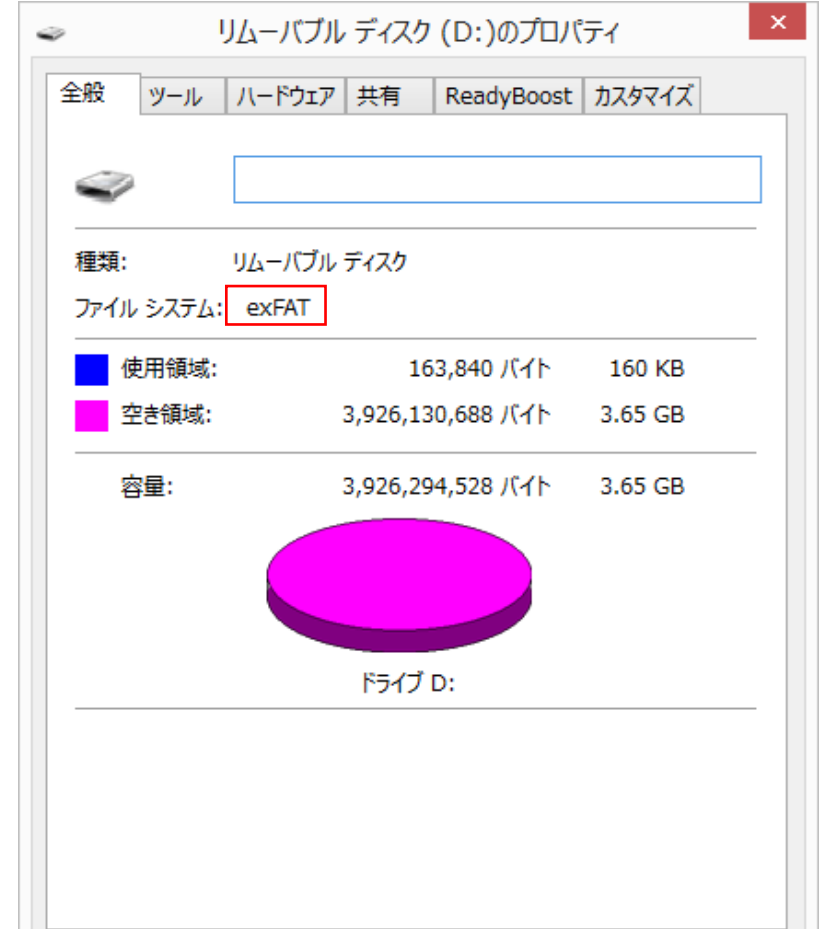 リムーバブル ディスク (D:)のプロパティ
全般 ツール ハードウェア 共有 ReadyBoost カスタマイズ
種類: リムーバブル ディスク
ファイル システム: exFAT
使用領域: 163,840 バイト 160 KB
空き領域: 3,926,130,688 バイト 3.65 GB
容量: 3,926,294,528 バイト 3.65 GB
ドライブ D: